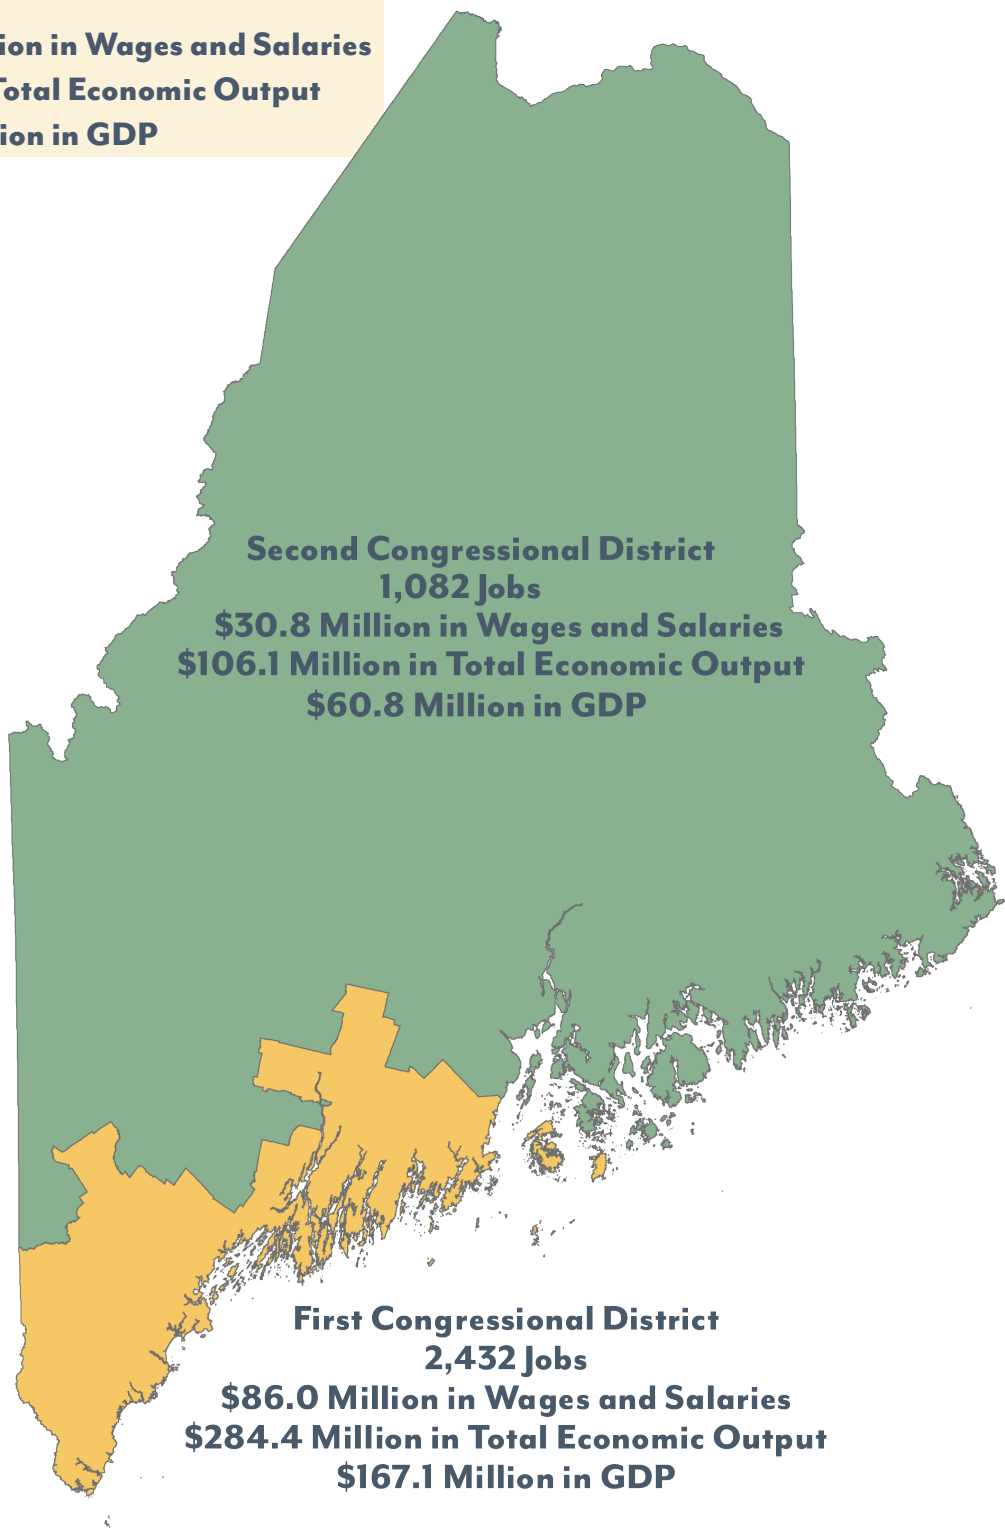 ion in Wages and Salaries
Total Economic Output
ion in GDP
Second Congressional District
1,082 Jobs
$30.8 Million in Wages and Salaries
$106.1 Million in Total Economic Output
$60.8 Million in GDP
First Congressional District
2,432 Jobs
$86.0 Million in Wages and Salaries
$284.4 Million in Total Economic Output
$167.1 Million in GDP